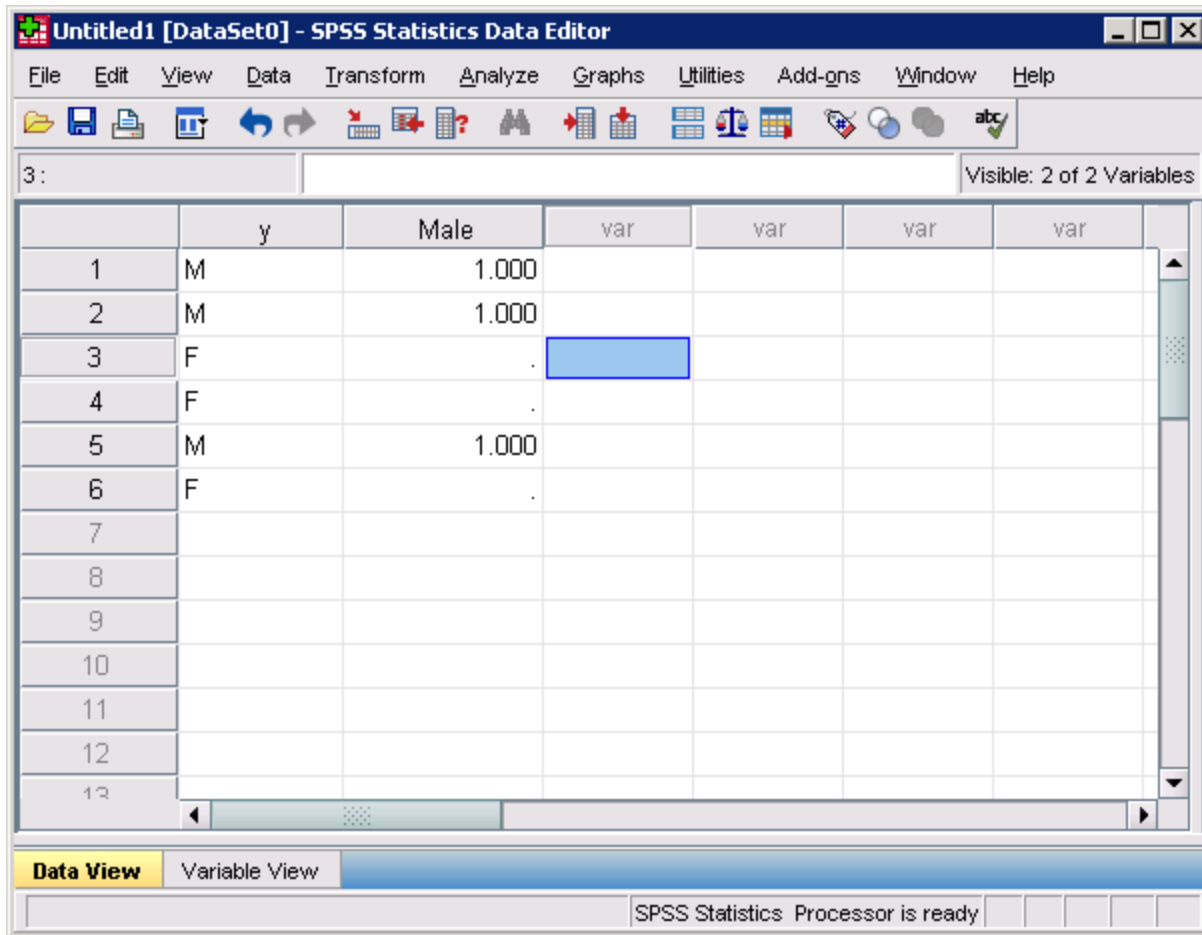 Untitled1 [DataSet0] - SPSS Statistics Data Editor
File Edit View Data Transform Analyze Graphs Utilities Add-ons Window Help
abc
3 : Visible: 2 of 2 Variables
y Male var var var var
1 M 1.000
2 M 1.000
3 F .
4 F .
5 M 1.000
6 F .
7
8
9
10
11
12
13
Data View Variable View
SPSS Statistics Processor is ready